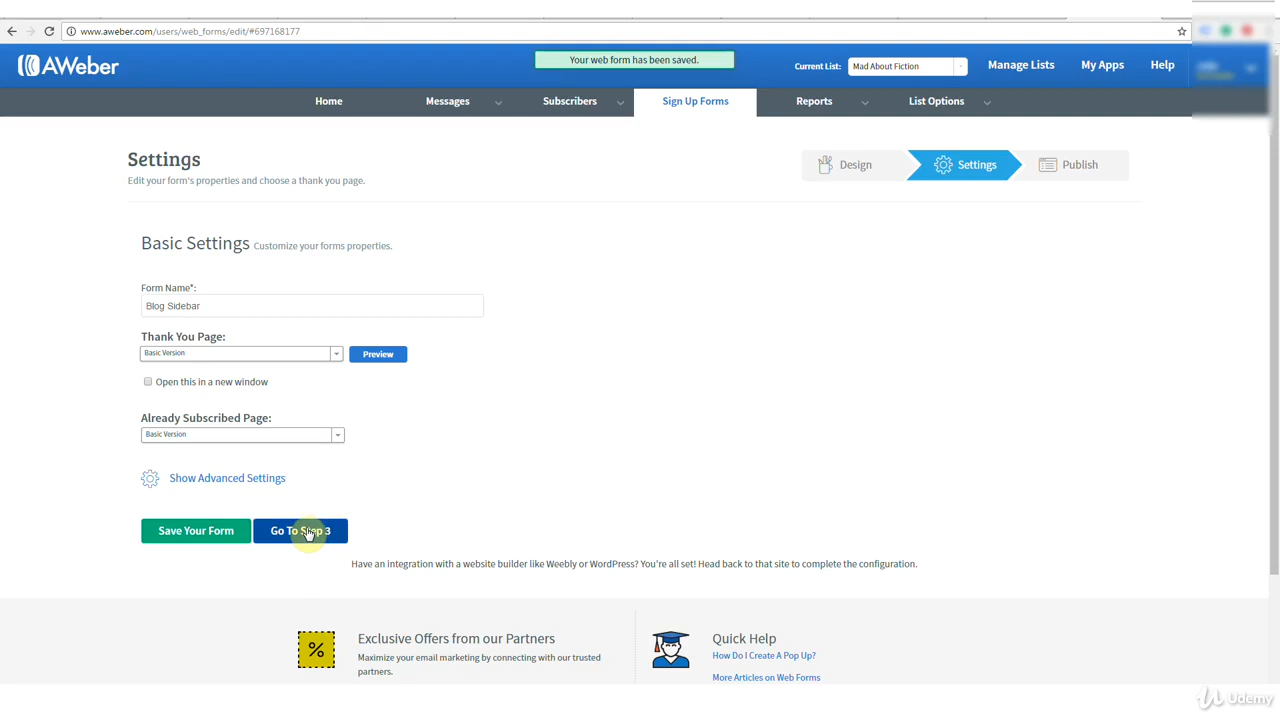 www.aweber.com/users/web_forms/edit/#697168177
AWeber
Your web form has been saved.
Current List:
Mad About Fiction
Manage Lists
My Apps
Help
Home
Messages
Subscribers
Sign Up Forms
Reports
List Options
Settings
Edit your form's properties and choose a thank you page.
Design
Settings
Publish
Basic Settings Customize your forms properties.
Form Name*:
Blog Sidebar
Thank You Page:
Basic Version
Preview
Open this in a new window
Already Subscribed Page:
Basic Version
Show Advanced Settings
Save Your Form
Go To Step 3
Have an integration with a website builder like Weebly or WordPress? You're all set! Head back to that site to complete the configuration.
%
Exclusive Offers from our Partners
Maximize your email marketing by connecting with our trusted
partners.
Quick Help
How Do I Create A Pop Up?
More Articles on Web Forms
Udemy